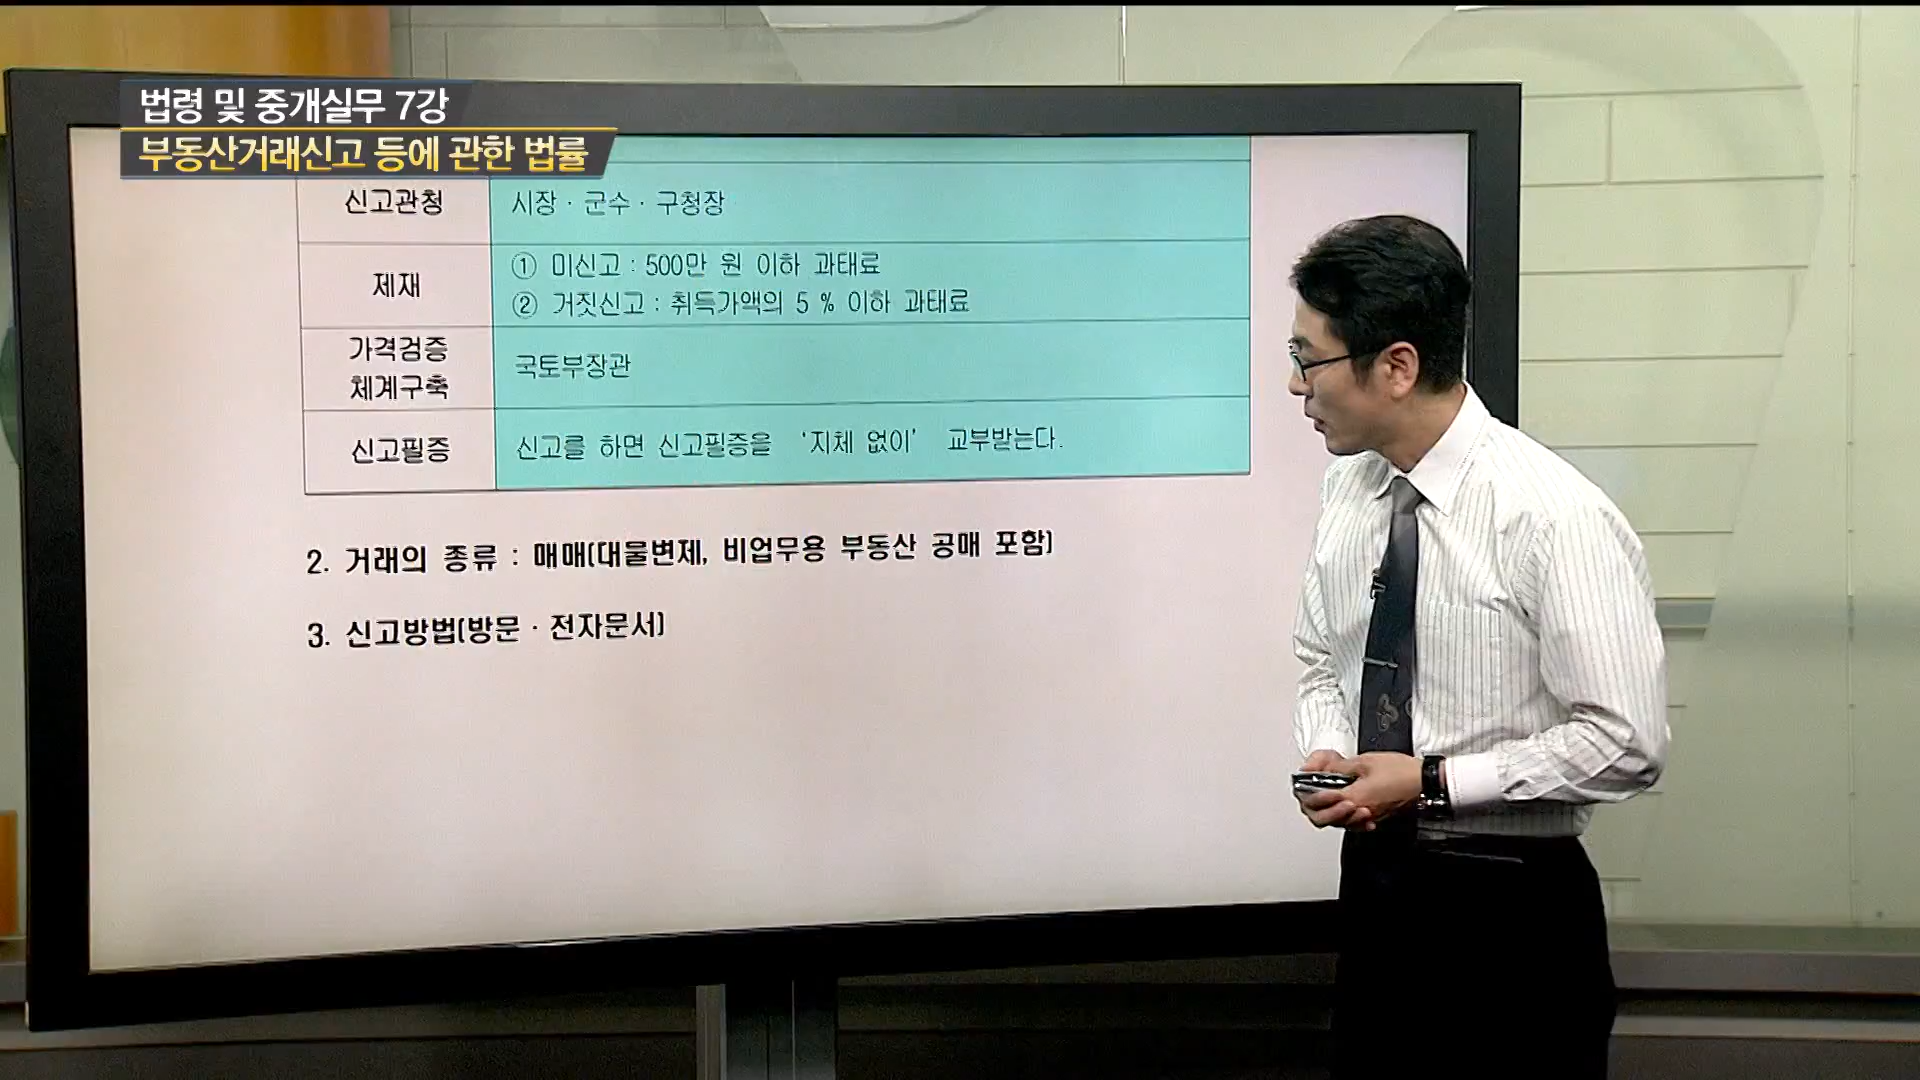 법령 및 중개실무 7강
부동산거래신고 등에 관한 법률
신고관청
시장 · 군수 · 구청장
제재
① 미신고 : 500만 원 이하 과태료
② 거짓신고 : 취득가액의 5 % 이하 과태료
가격검증
체계구축
국토부장관
신고필증
신고를 하면 신고필증을 ‘지체 없이’ 교부받는다.
2. 거래의 종류 : 매매(대물변제, 비업무용 부동산 공매 포함)
3. 신고방법(방문 · 전자문서)